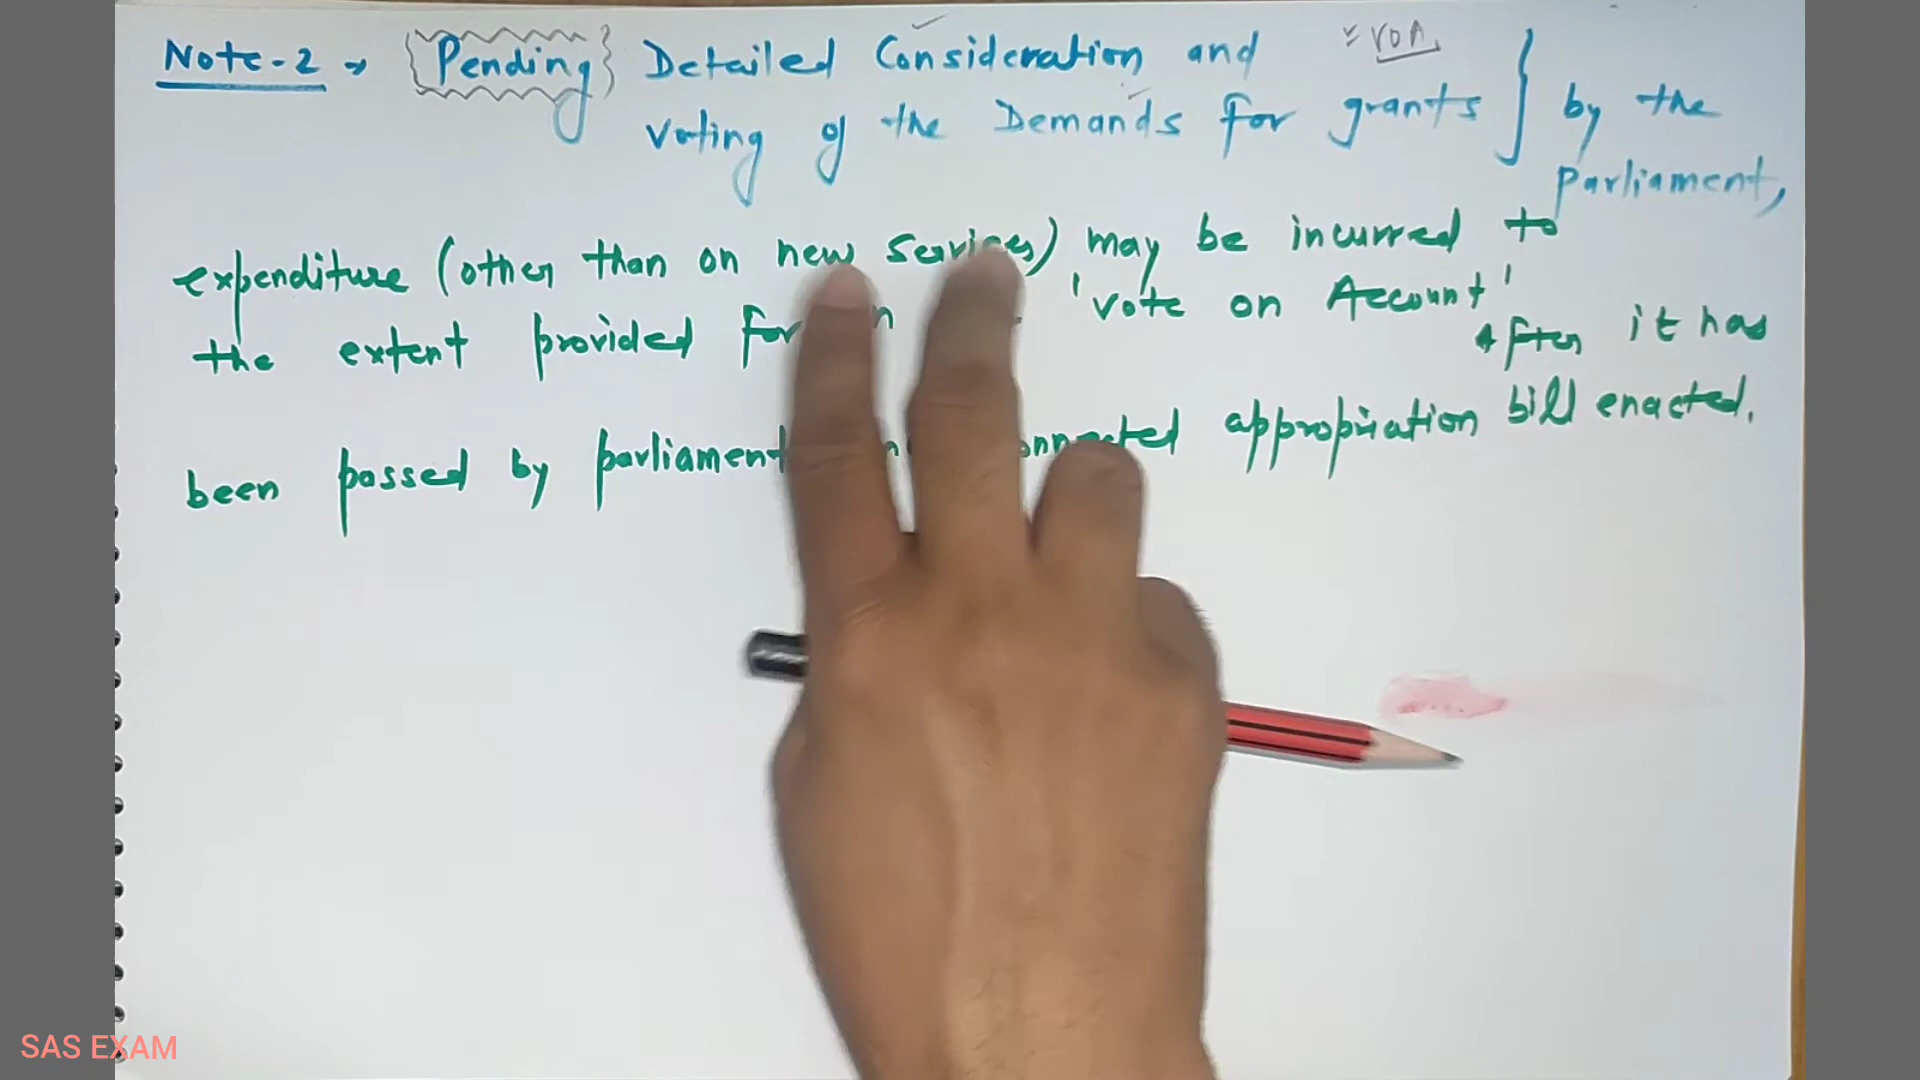 Note-2 → {Pending} Detailed Consideration and = VOA
voting of the Demands for grants } by the
parliament,
expenditure (other than on new services) may be incurred to
the extent provided for 'vote on Account'
After it has
been passed by parliament connected appropriation bill enacted.
SAS EXAM